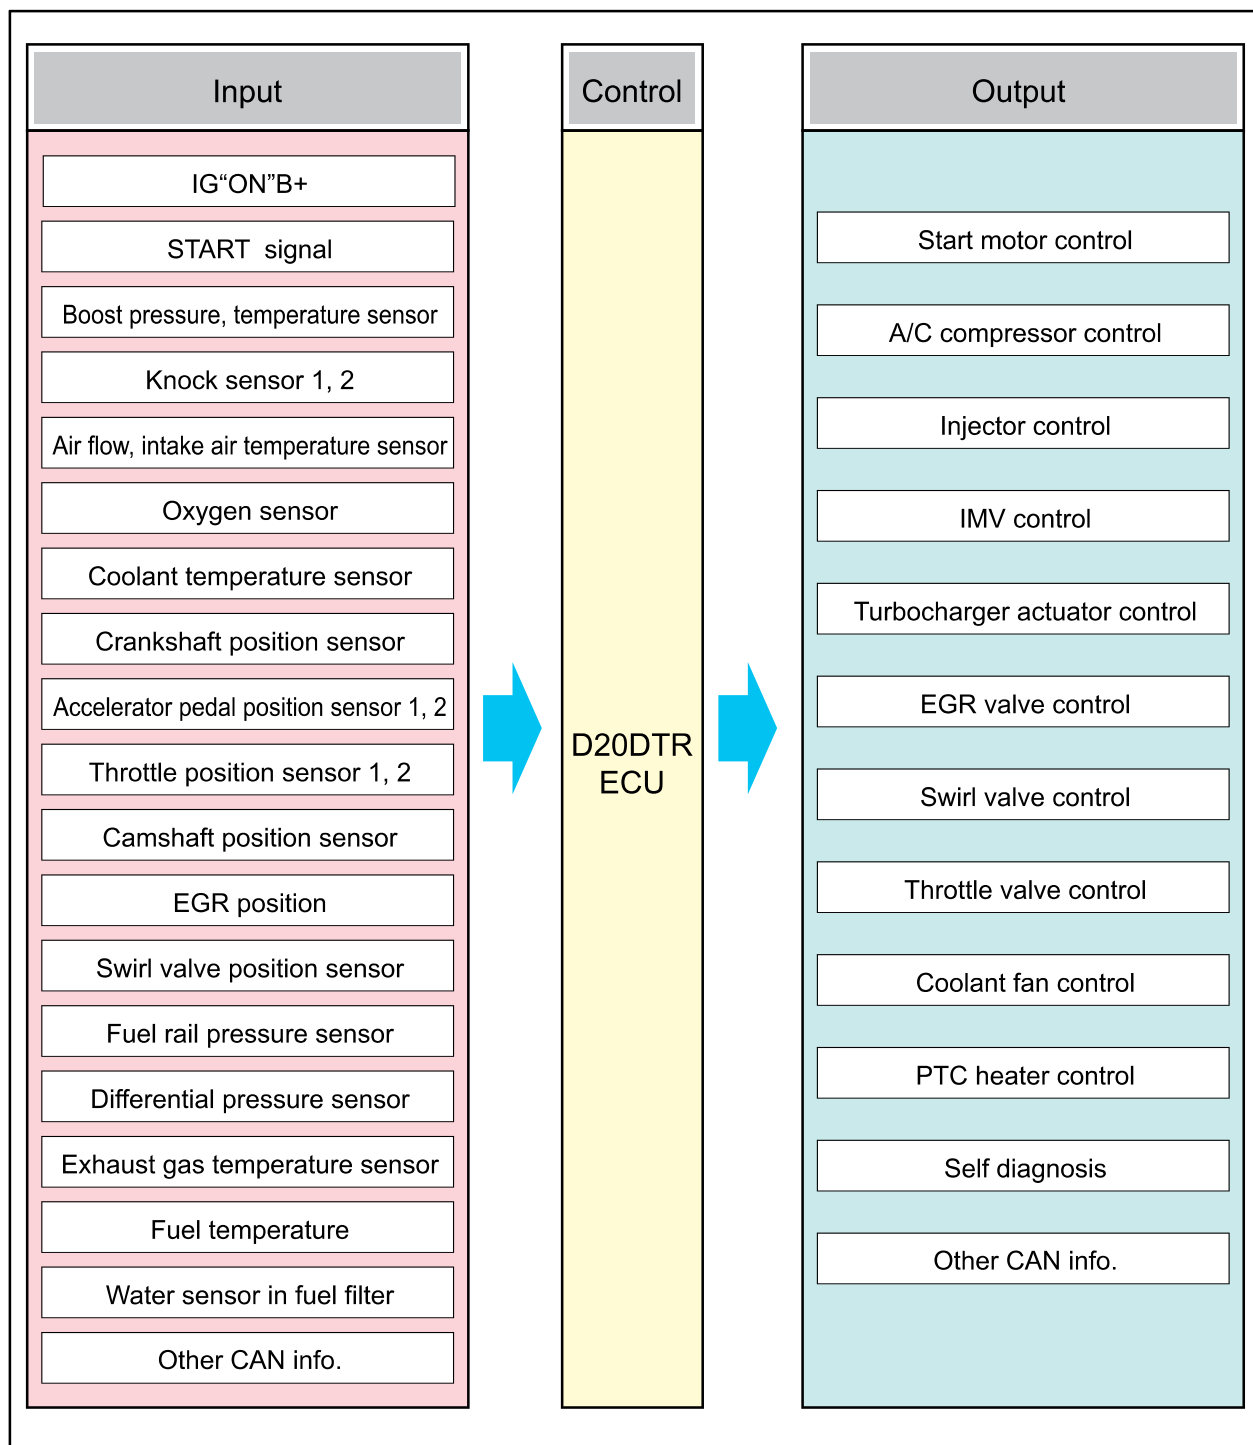 Input
IG“ON”B+
START signal
Boost pressure, temperature sensor
Knock sensor 1, 2
Air flow, intake air temperature sensor
Oxygen sensor
Coolant temperature sensor
Crankshaft position sensor
Accelerator pedal position sensor 1, 2
Throttle position sensor 1, 2
Camshaft position sensor
EGR position
Swirl valve position sensor
Fuel rail pressure sensor
Differential pressure sensor
Exhaust gas temperature sensor
Fuel temperature
Water sensor in fuel filter
Other CAN info.
Control
D20DTR
ECU
Output
Start motor control
A/C compressor control
Injector control
IMV control
Turbocharger actuator control
EGR valve control
Swirl valve control
Throttle valve control
Coolant fan control
PTC heater control
Self diagnosis
Other CAN info.